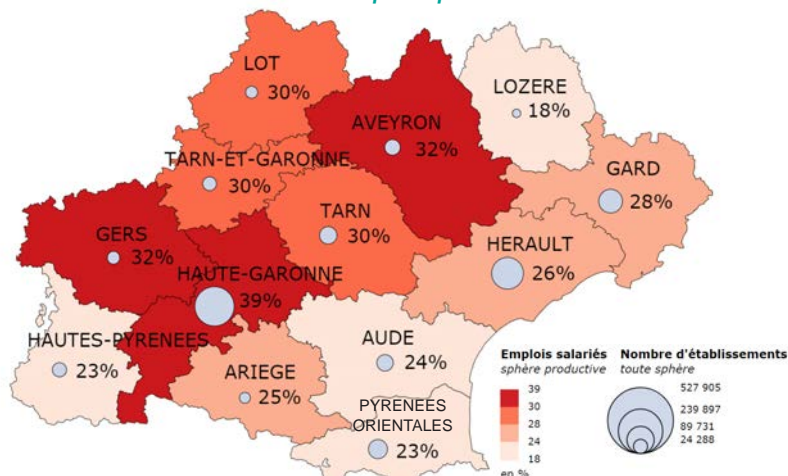 LOT
30%
LOZERE
18%
AVEYRON
32%
TARN-ET-GARONNE
30%
GARD
28%
TARN
30%
GERS
32%
HERAULT
26%
HAUTE-GARONNE
39%
HAUTES-PYRENEES
23%
AUDE
24%
ARIEGE
25%
PYRENEES
ORIENTALES
23%
Emplois salariés
sphère productive
39
30
28
24
18
en %
Nombre d'établissements
toute sphère
527 905
239 897
89 731
24 288